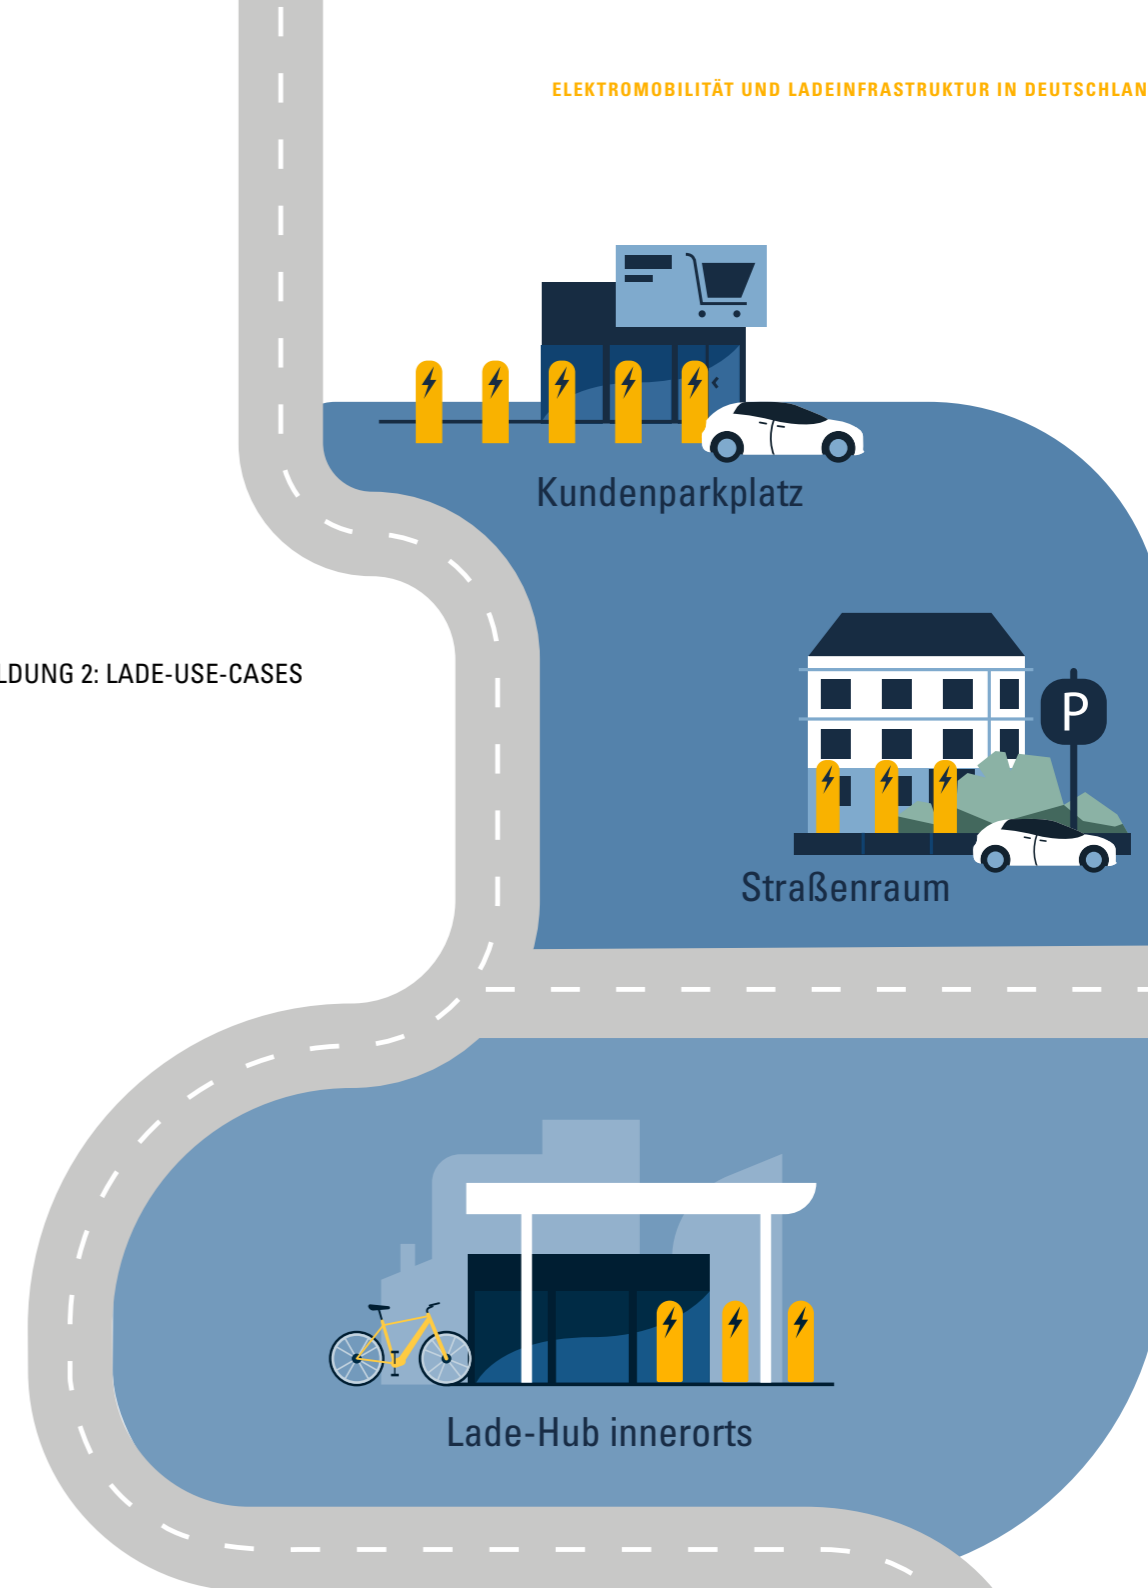 ELEKTROMOBILITÄT UND LADEINFRASTRUKTUR IN DEUTSCHLAN
Kundenparkplatz
LDUNG 2: LADE-USE-CASES
P
Straßenraum
Lade-Hub innerorts